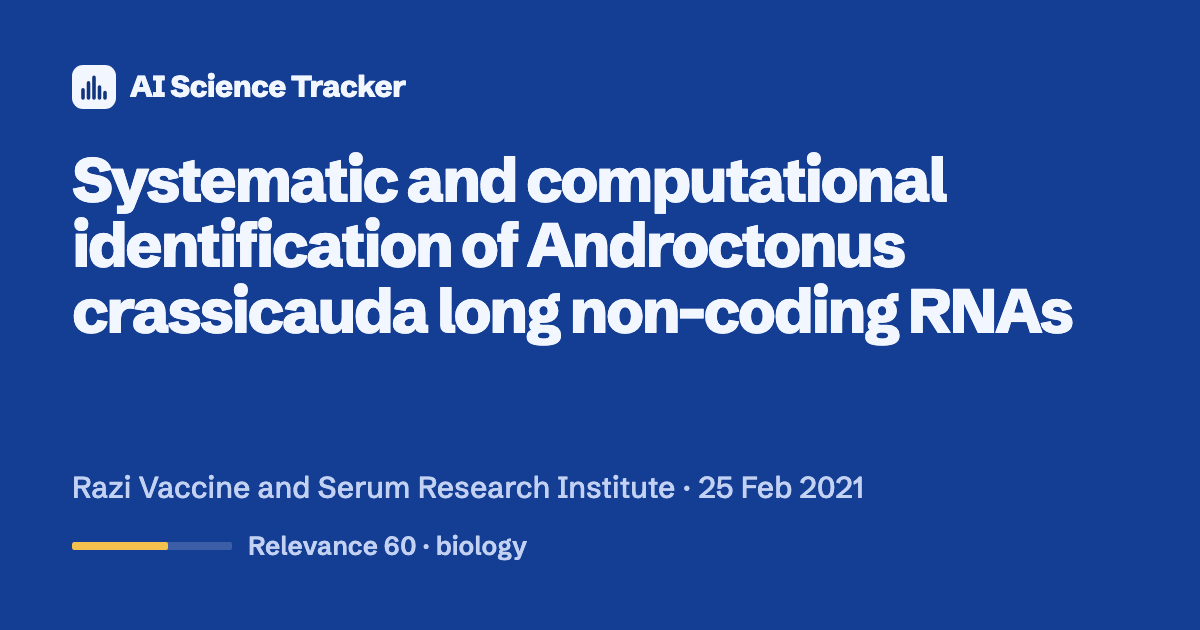 AI Science Tracker
Systematic and computational
identification of Androctonus
crassicauda long non-coding RNAs
Razi Vaccine and Serum Research Institute · 25 Feb 2021
Relevance 60 · biology